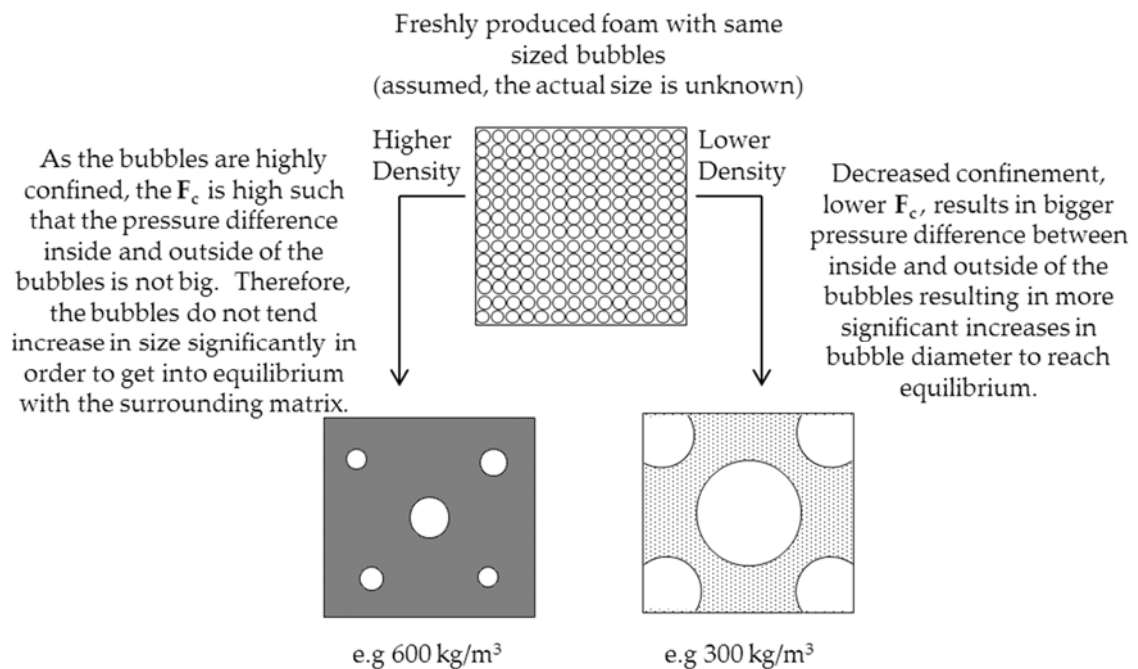 Freshly produced foam with same
sized bubbles
(assumed, the actual size is unknown)
Higher
Density
Lower
Density
As the bubbles are highly
confined, the F_c is high such
that the pressure difference
inside and outside of the
bubbles is not big.  Therefore,
the bubbles do not tend
increase in size significantly in
order to get into equilibrium
with the surrounding matrix.
Decreased confinement,
lower F_c, results in bigger
pressure difference between
inside and outside of the
bubbles resulting in more
significant increases in
bubble diameter to reach
equilibrium.
e.g 600 kg/m³
e.g 300 kg/m³